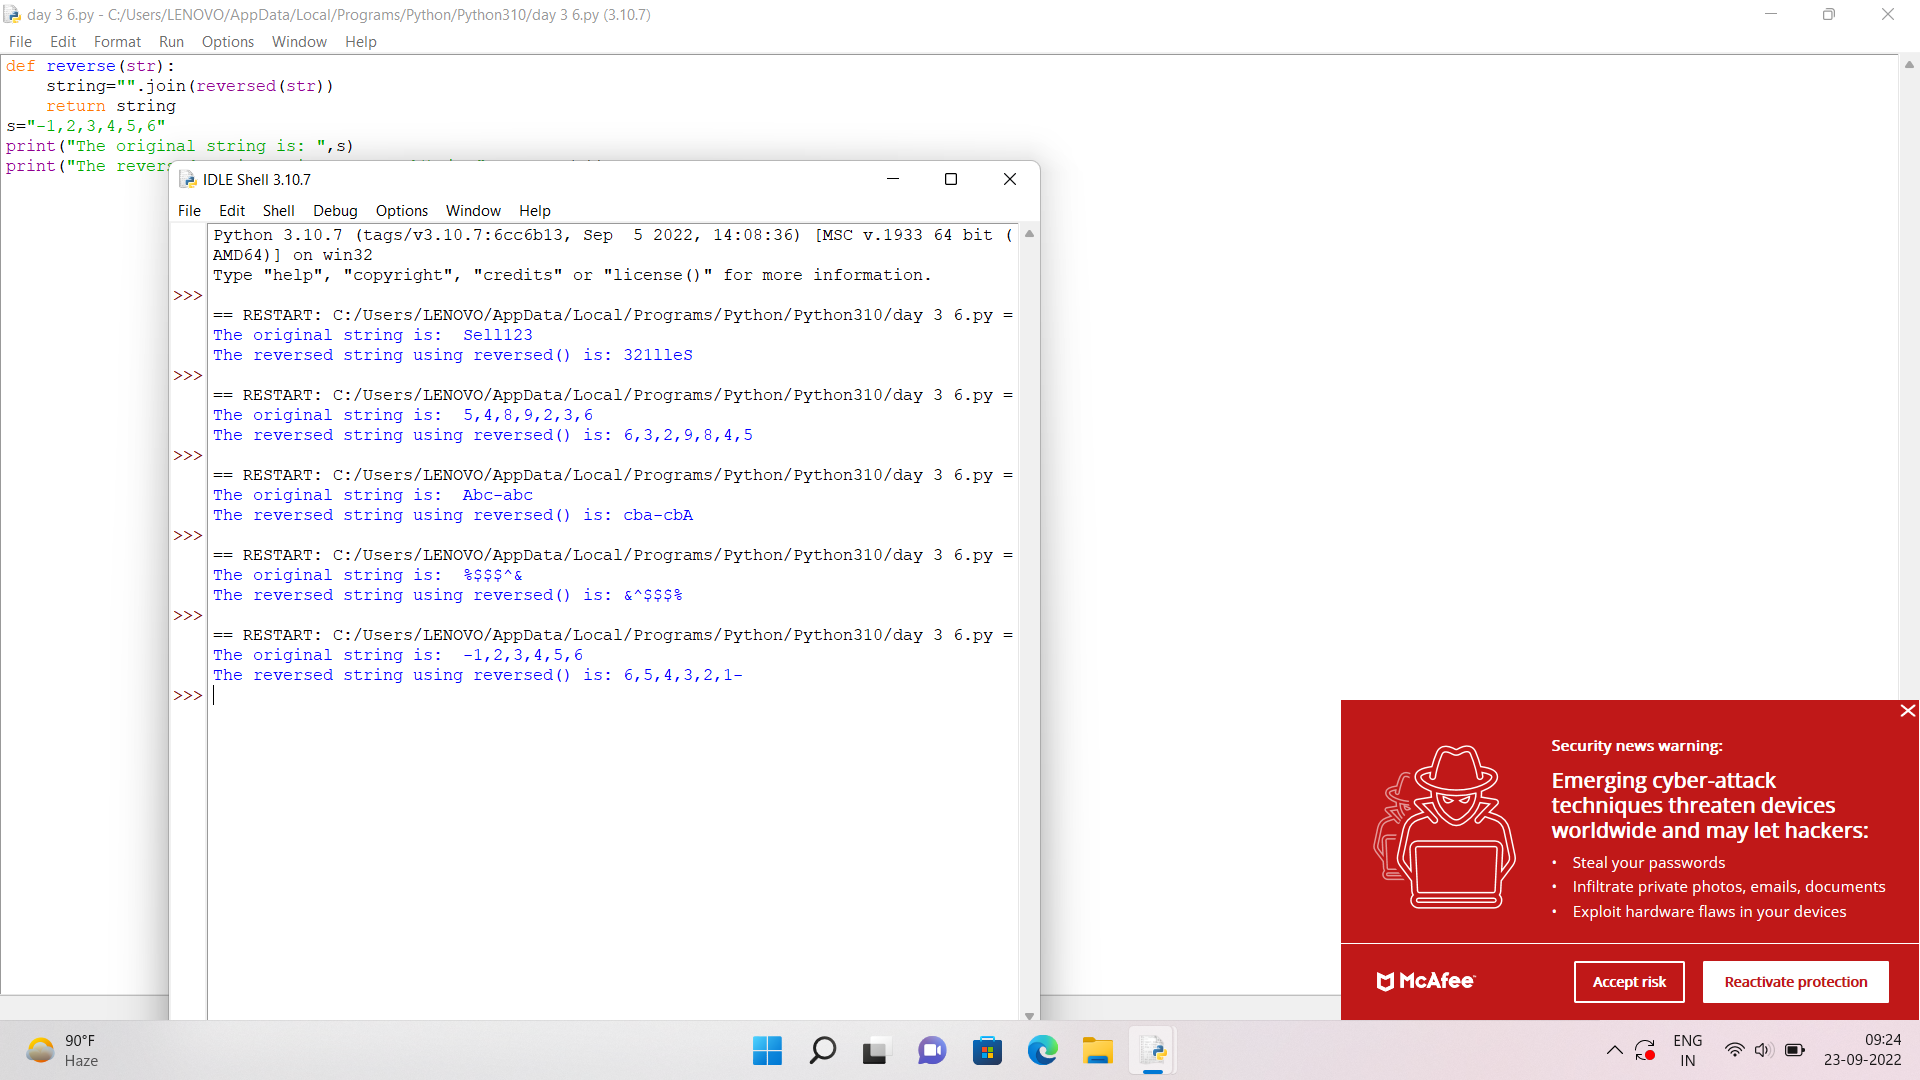 day 3 6.py - C:/Users/LENOVO/AppData/Local/Programs/Python/Python310/day 3 6.py (3.10.7)
File Edit Format Run Options Window Help
def reverse(str):
    string="".join(reversed(str))
    return string
s="-1,2,3,4,5,6"
print("The original string is: ",s)
print("The revers
IDLE Shell 3.10.7
File Edit Shell Debug Options Window Help
Python 3.10.7 (tags/v3.10.7:6cc6b13, Sep  5 2022, 14:08:36) [MSC v.1933 64 bit (
AMD64)] on win32
Type "help", "copyright", "credits" or "license()" for more information.
>>>
== RESTART: C:/Users/LENOVO/AppData/Local/Programs/Python/Python310/day 3 6.py =
The original string is:  Sell123
The reversed string using reversed() is: 321lleS
>>>
== RESTART: C:/Users/LENOVO/AppData/Local/Programs/Python/Python310/day 3 6.py =
The original string is:  5,4,8,9,2,3,6
The reversed string using reversed() is: 6,3,2,9,8,4,5
>>>
== RESTART: C:/Users/LENOVO/AppData/Local/Programs/Python/Python310/day 3 6.py =
The original string is:  Abc-abc
The reversed string using reversed() is: cba-cbA
>>>
== RESTART: C:/Users/LENOVO/AppData/Local/Programs/Python/Python310/day 3 6.py =
The original string is:  %$$$^&
The reversed string using reversed() is: &^$$$%
>>>
== RESTART: C:/Users/LENOVO/AppData/Local/Programs/Python/Python310/day 3 6.py =
The original string is:  -1,2,3,4,5,6
The reversed string using reversed() is: 6,5,4,3,2,1-
>>>
Security news warning:
Emerging cyber-attack
techniques threaten devices
worldwide and may let hackers:
• Steal your passwords
• Infiltrate private photos, emails, documents
• Exploit hardware flaws in your devices
McAfee
Accept risk
Reactivate protection
90°F
Haze
ENG
IN
09:24
23-09-2022